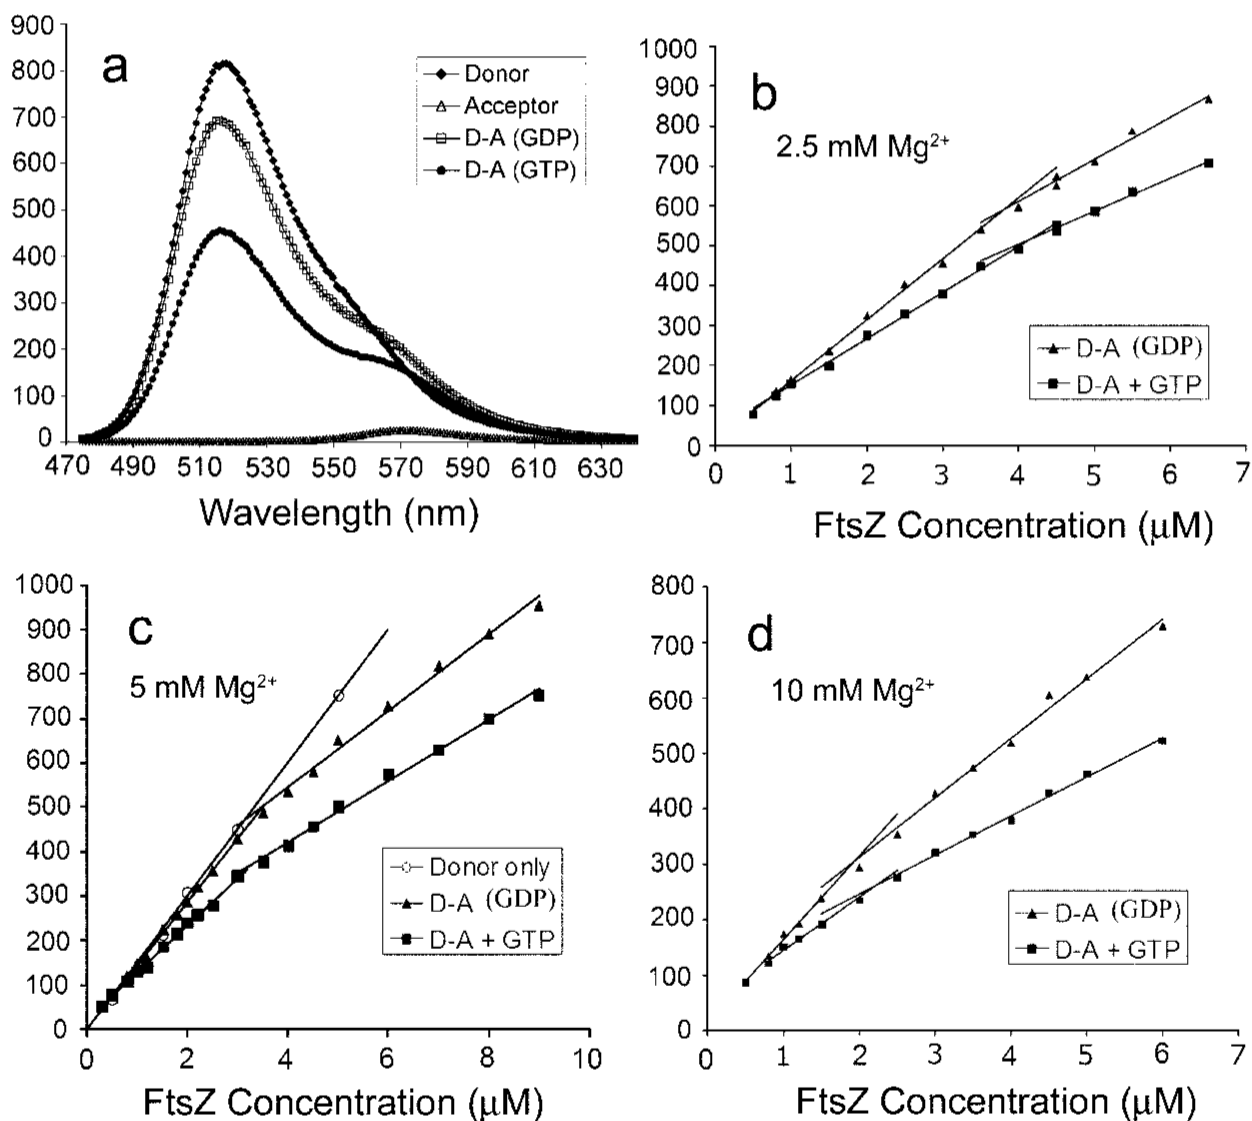 a
900
800
700
600
500
400
300
200
100
0
470 490 510 530 550 570 590 610 630
Wavelength (nm)
Donor
Acceptor
D-A (GDP)
D-A (GTP)
b
2.5 mM Mg²⁺
1000
900
800
700
600
500
400
300
200
100
0
0 1 2 3 4 5 6 7
FtsZ Concentration (μM)
D-A (GDP)
D-A + GTP
c
5 mM Mg²⁺
1000
900
800
700
600
500
400
300
200
100
0
0 2 4 6 8 10
FtsZ Concentration (μM)
Donor only
D-A (GDP)
D-A + GTP
d
10 mM Mg²⁺
800
700
600
500
400
300
200
100
0
0 1 2 3 4 5 6 7
FtsZ Concentration (μM)
D-A (GDP)
D-A + GTP